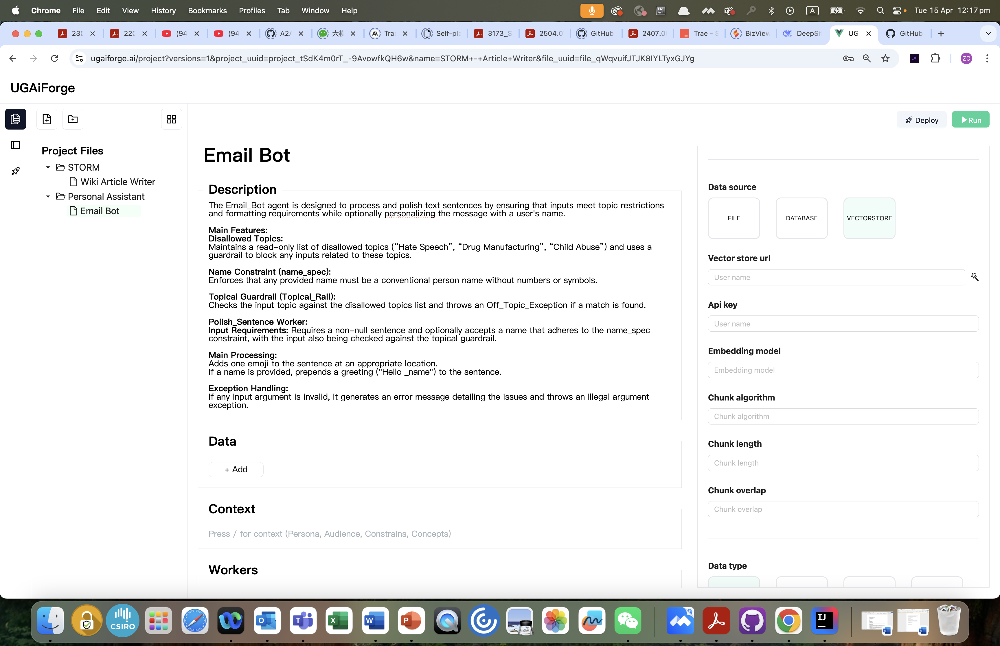 Chrome File Edit View History Bookmarks Profiles Tab Window Help
A Tue 15 Apr 12:17 pm
230 220 (94 (94 A2A 大模 Trae Self-pla 3173_S 2504.0 GitHub 2407.0 Trae - S BizView DeepSi UG GitHub
ugaiforge.ai/project?versions=1&project_uuid=project_tSdK4m0rT_-9AvowfkQH6w&name=STORM+-+Article+Writer&file_uuid=file_qWqvuifJTJK8IYLTyxGJYg
ZC
UGAiForge
Deploy
Run
Project Files
STORM
Wiki Article Writer
Personal Assistant
Email Bot
Email Bot
Description
The Email_Bot agent is designed to process and polish text sentences by ensuring that inputs meet topic restrictions
and formatting requirements while optionally personalizing the message with a user's name.
Main Features:
Disallowed Topics:
Maintains a read-only list of disallowed topics (“Hate Speech”, “Drug Manufacturing”, “Child Abuse”) and uses a
guardrail to block any inputs related to these topics.
Name Constraint (name_spec):
Enforces that any provided name must be a conventional person name without numbers or symbols.
Topical Guardrail (Topical_Rail):
Checks the input topic against the disallowed topics list and throws an Off_Topic_Exception if a match is found.
Polish_Sentence Worker:
Input Requirements: Requires a non-null sentence and optionally accepts a name that adheres to the name_spec
constraint, with the input also being checked against the topical guardrail.
Main Processing:
Adds one emoji to the sentence at an appropriate location.
If a name is provided, prepends a greeting ("Hello _name") to the sentence.
Exception Handling:
If any input argument is invalid, it generates an error message detailing the issues and throws an Illegal argument
exception.
Data
+ Add
Context
Press / for context (Persona, Audience, Constrains, Concepts)
Workers
Data source
FILE
DATABASE
VECTORSTORE
Vector store url
User name
Api key
User name
Embedding model
Embedding model
Chunk algorithm
Chunk algorithm
Chunk length
Chunk length
Chunk overlap
Chunk overlap
Data type
CSIRO